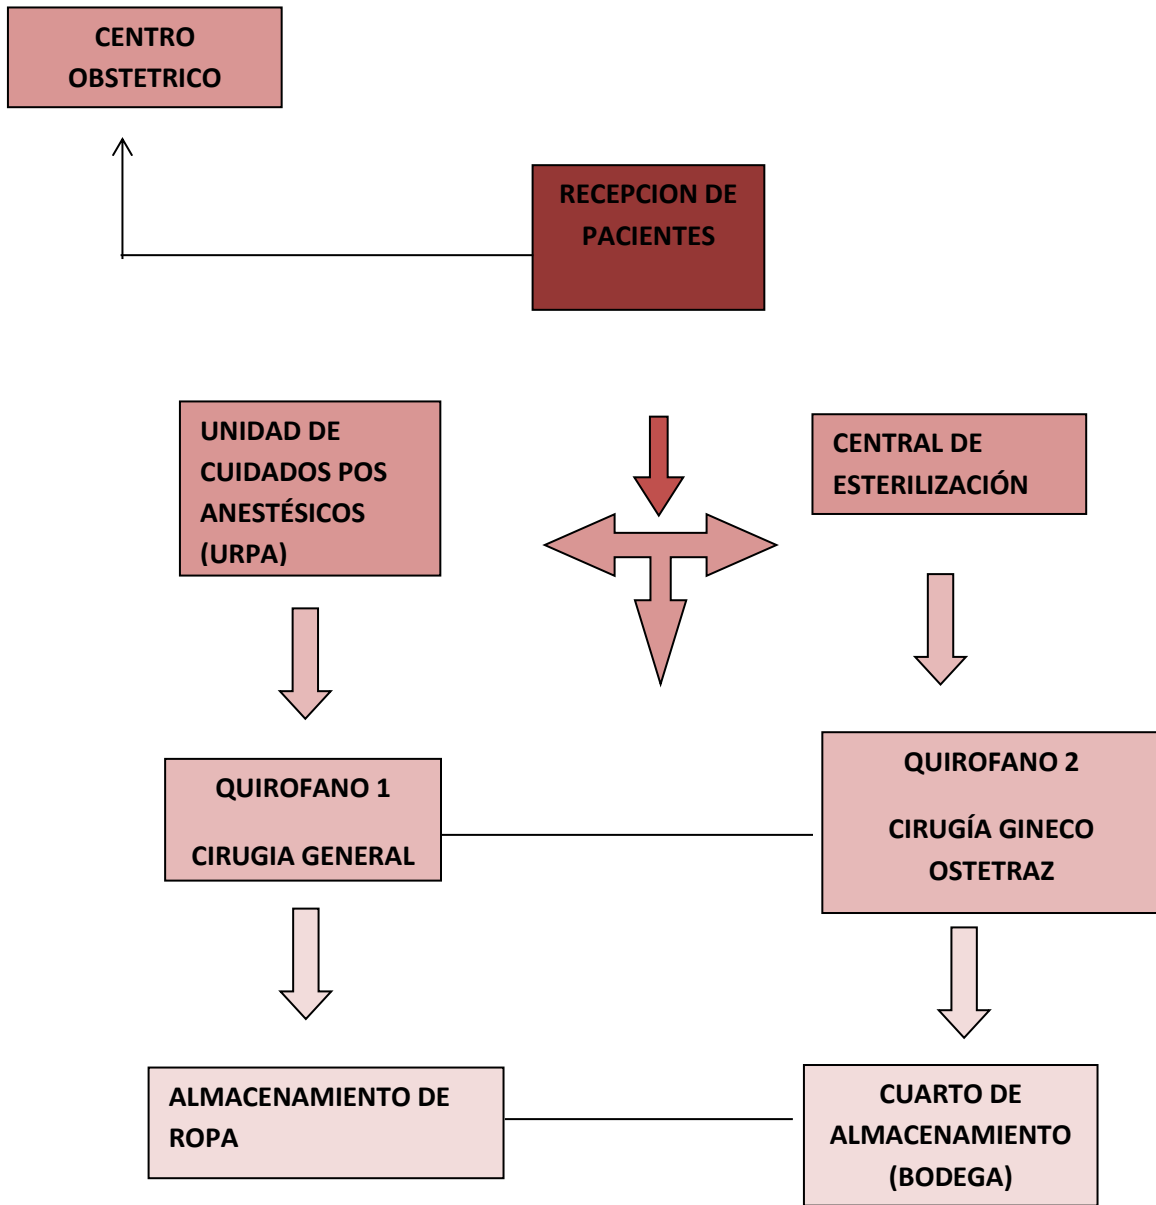 CENTRO
OBSTETRICO
RECEPCION DE
PACIENTES
UNIDAD DE
CUIDADOS POS
ANESTÉSICOS
(URPA)
CENTRAL DE
ESTERILIZACIÓN
QUIROFANO 1
CIRUGIA GENERAL
QUIROFANO 2
CIRUGÍA GINECO
OSTETRAZ
ALMACENAMIENTO DE
ROPA
CUARTO DE
ALMACENAMIENTO
(BODEGA)